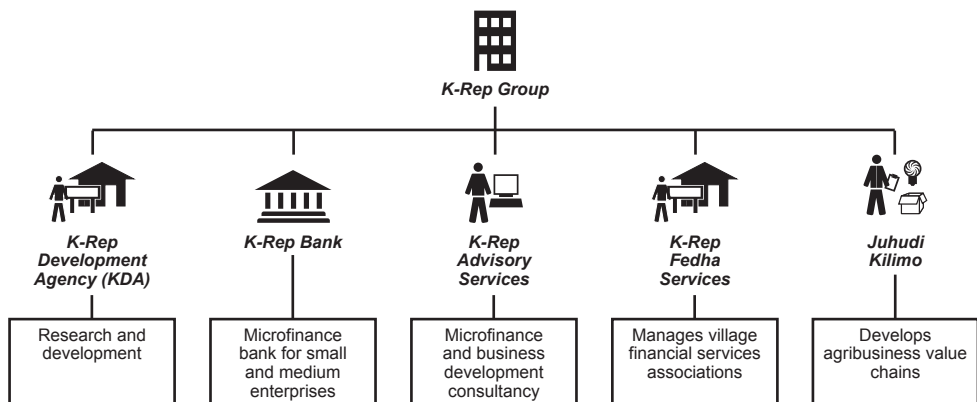 K-Rep Group
K-Rep
Development
Agency (KDA)
K-Rep Bank
K-Rep
Advisory
Services
K-Rep
Fedha
Services
Juhudi
Kilimo
Research and
development
Microfinance
bank for small
and medium
enterprises
Microfinance
and business
development
consultancy
Manages village
financial services
associations
Develops
agribusiness value
chains